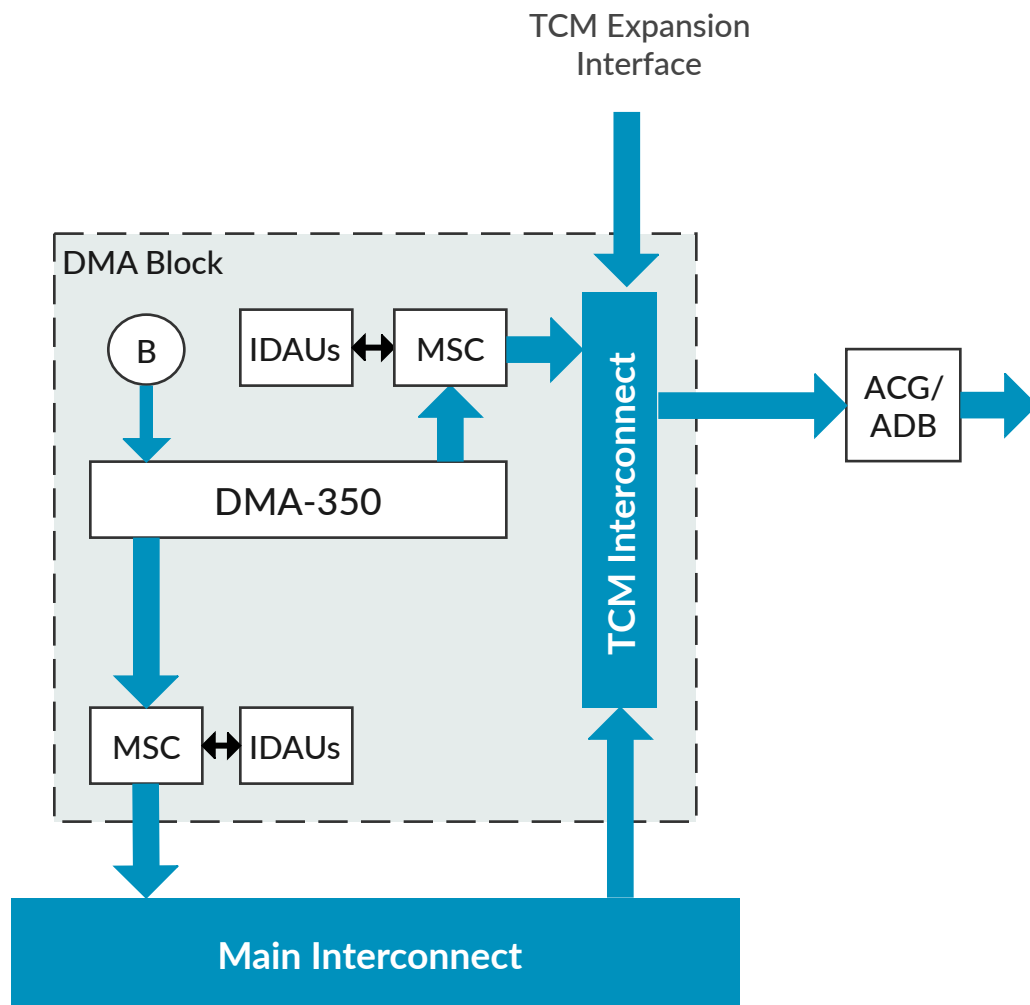 TCM Expansion
Interface
DMA Block
B
IDAUs
MSC
TCM Interconnect
ACG/
ADB
DMA-350
MSC
IDAUs
Main Interconnect